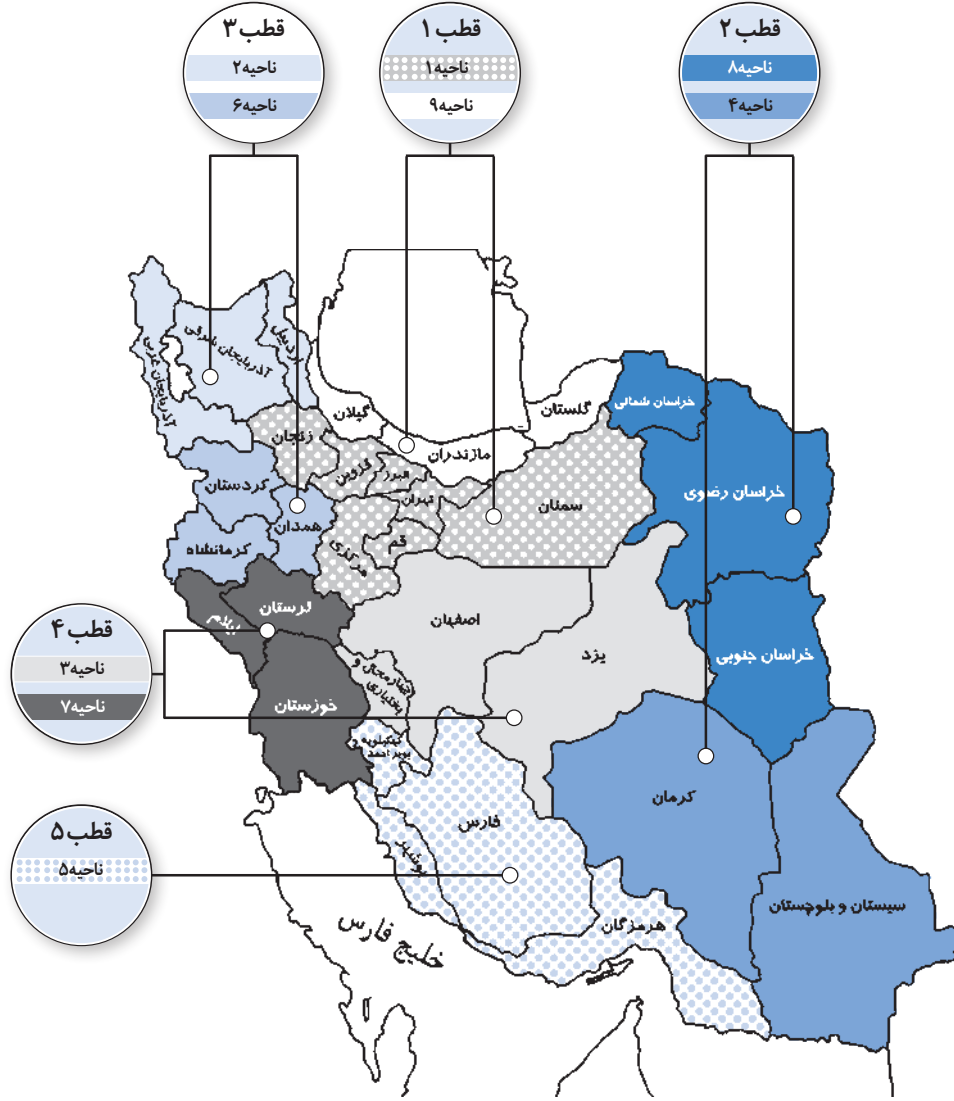 قطب ۳
ناحیه۲
ناحیه۶
قطب ۱
ناحیه۱
ناحیه۹
قطب ۲
ناحیه۸
ناحیه۴
آذربایجان غربی
آذربایجان شرقی
اردبیل
گیلان
زنجان
قزوین
البرز
تهران
مازندران
گلستان
سمنان
خراسان شمالی
خراسان رضوی
خراسان جنوبی
کردستان
همدان
کرمانشاه
مرکزی
قم
لرستان
ایلام
خوزستان
اصفهان
یزد
چهارمحال و
بختیاری
کهگیلویه و
بویر احمد
فارس
بوشهر
کرمان
هرمزگان
سیستان و بلوچستان
خلیج فارس
قطب ۴
ناحیه۳
ناحیه۷
قطب ۵
ناحیه۵